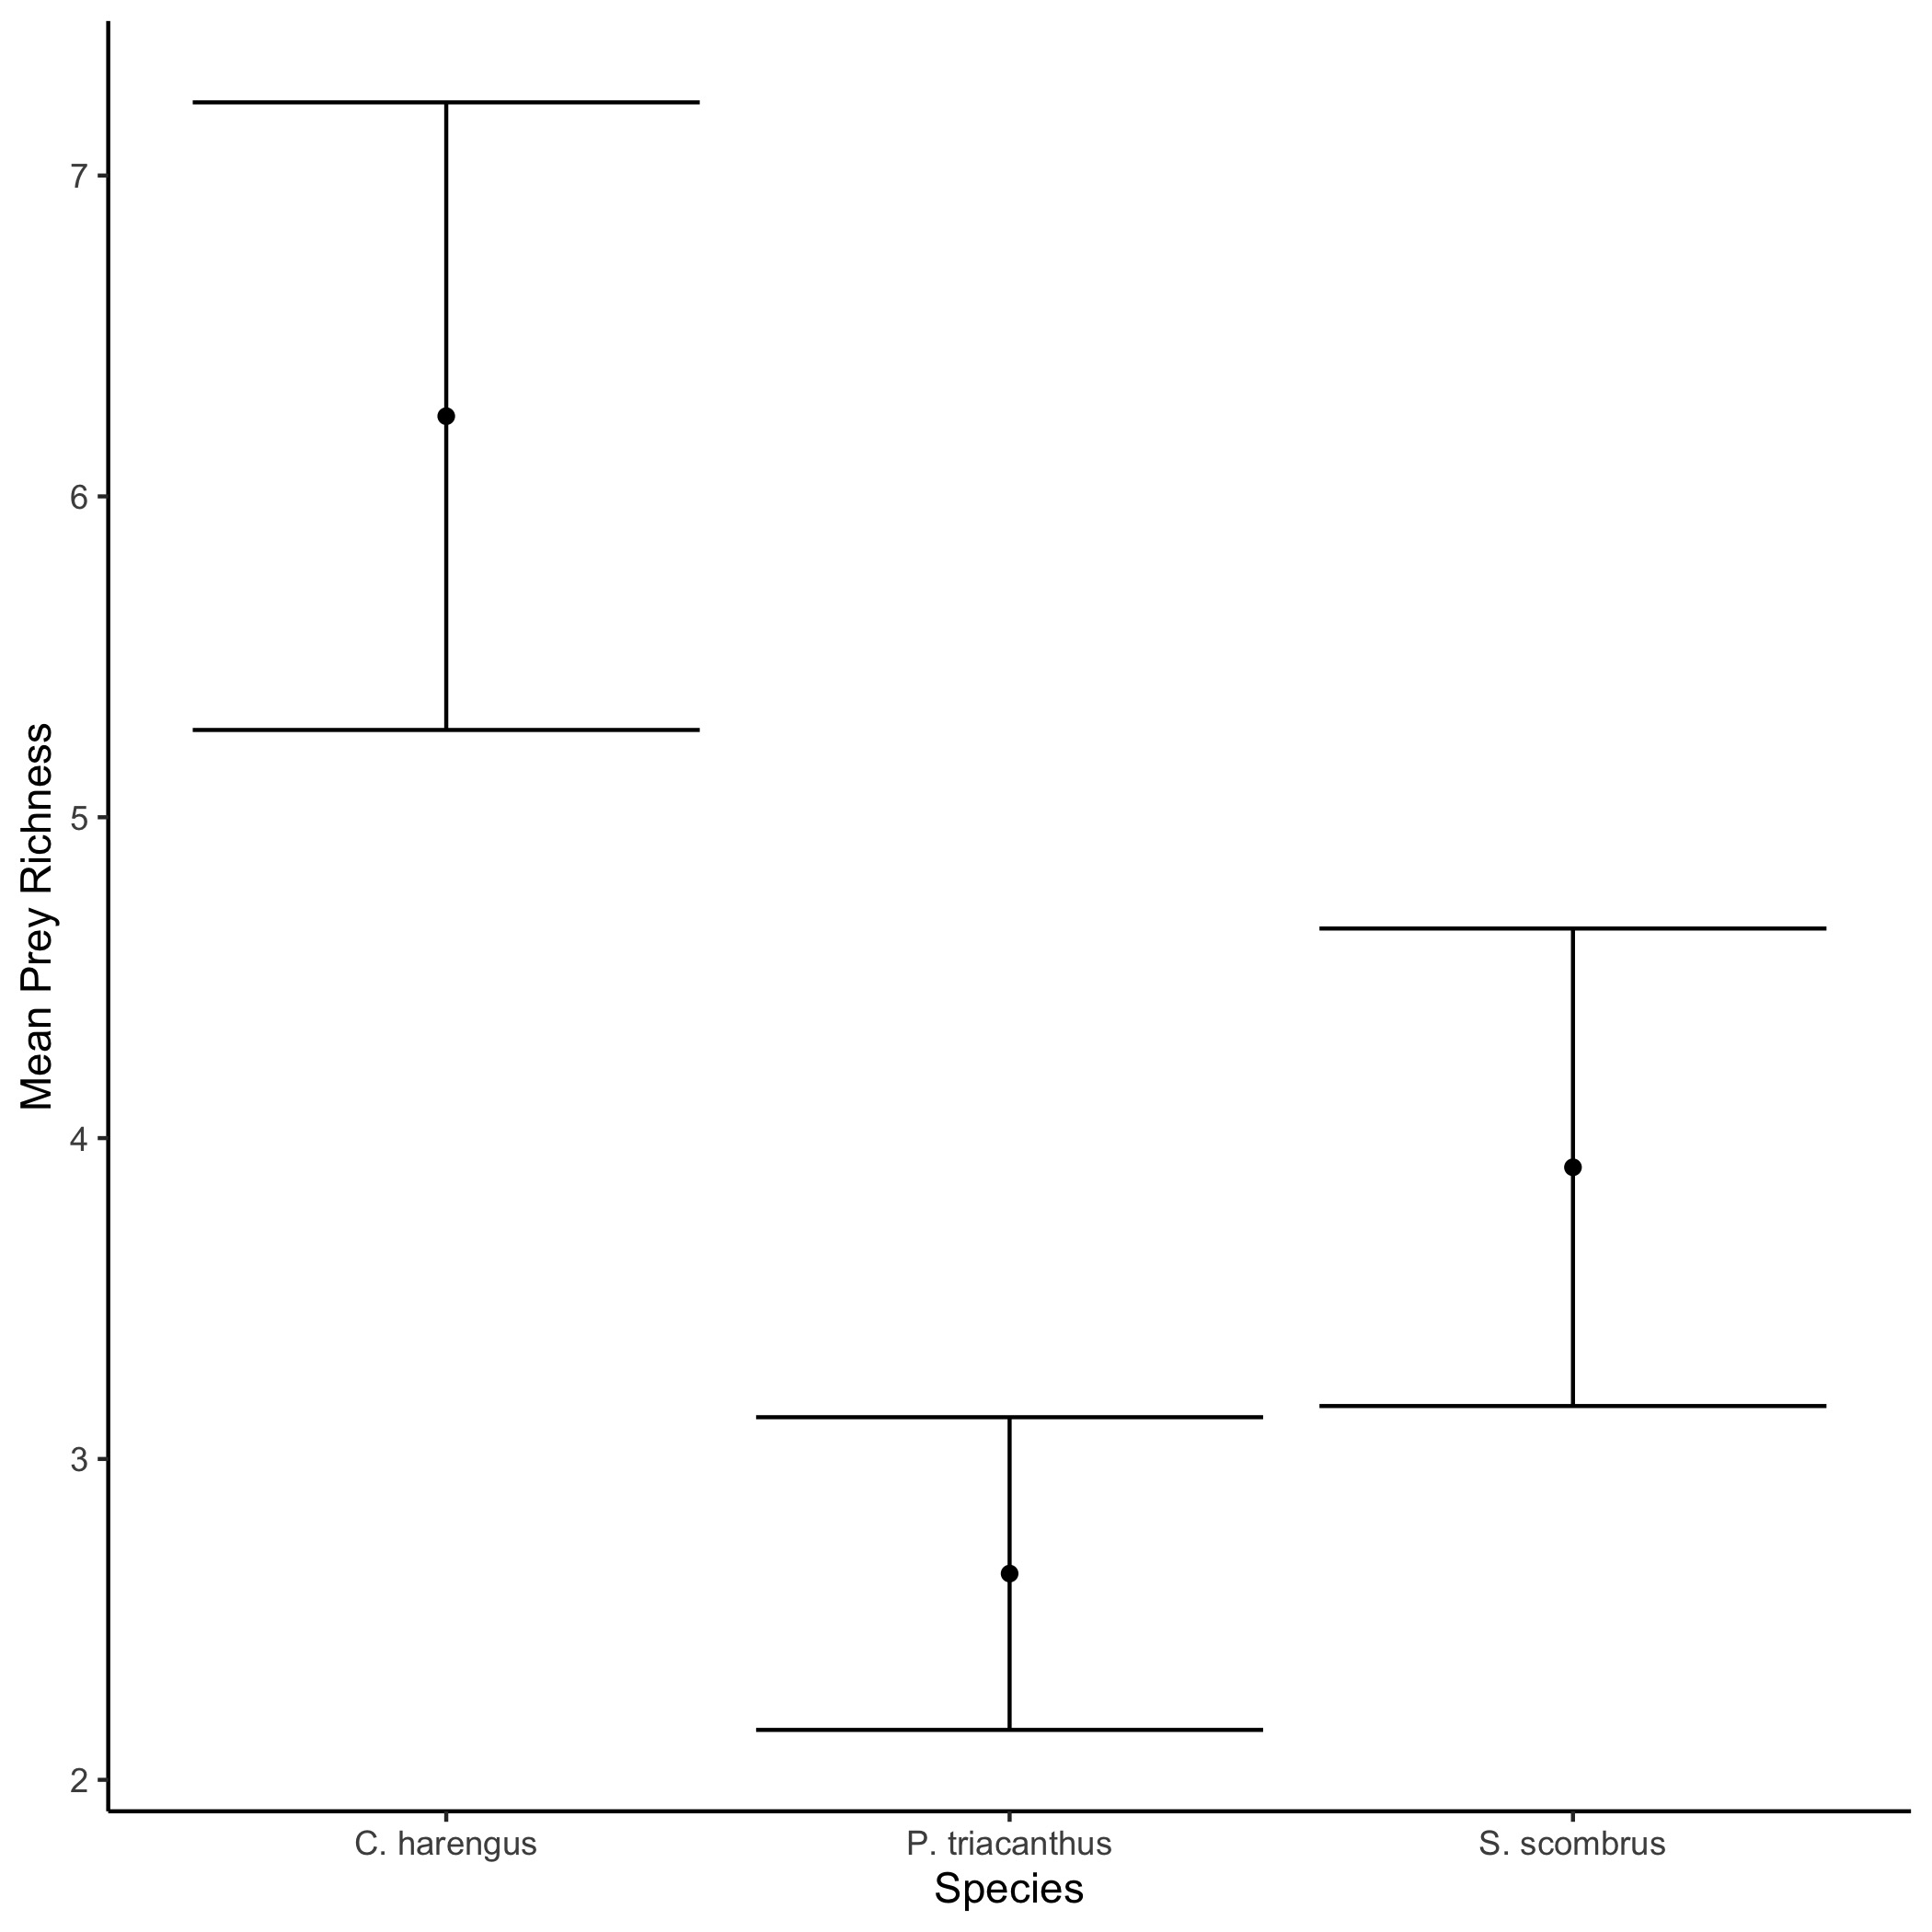 Mean Prey Richness
7
6
5
4
3
2
C. harengus
P. triacanthus
S. scombrus
Species